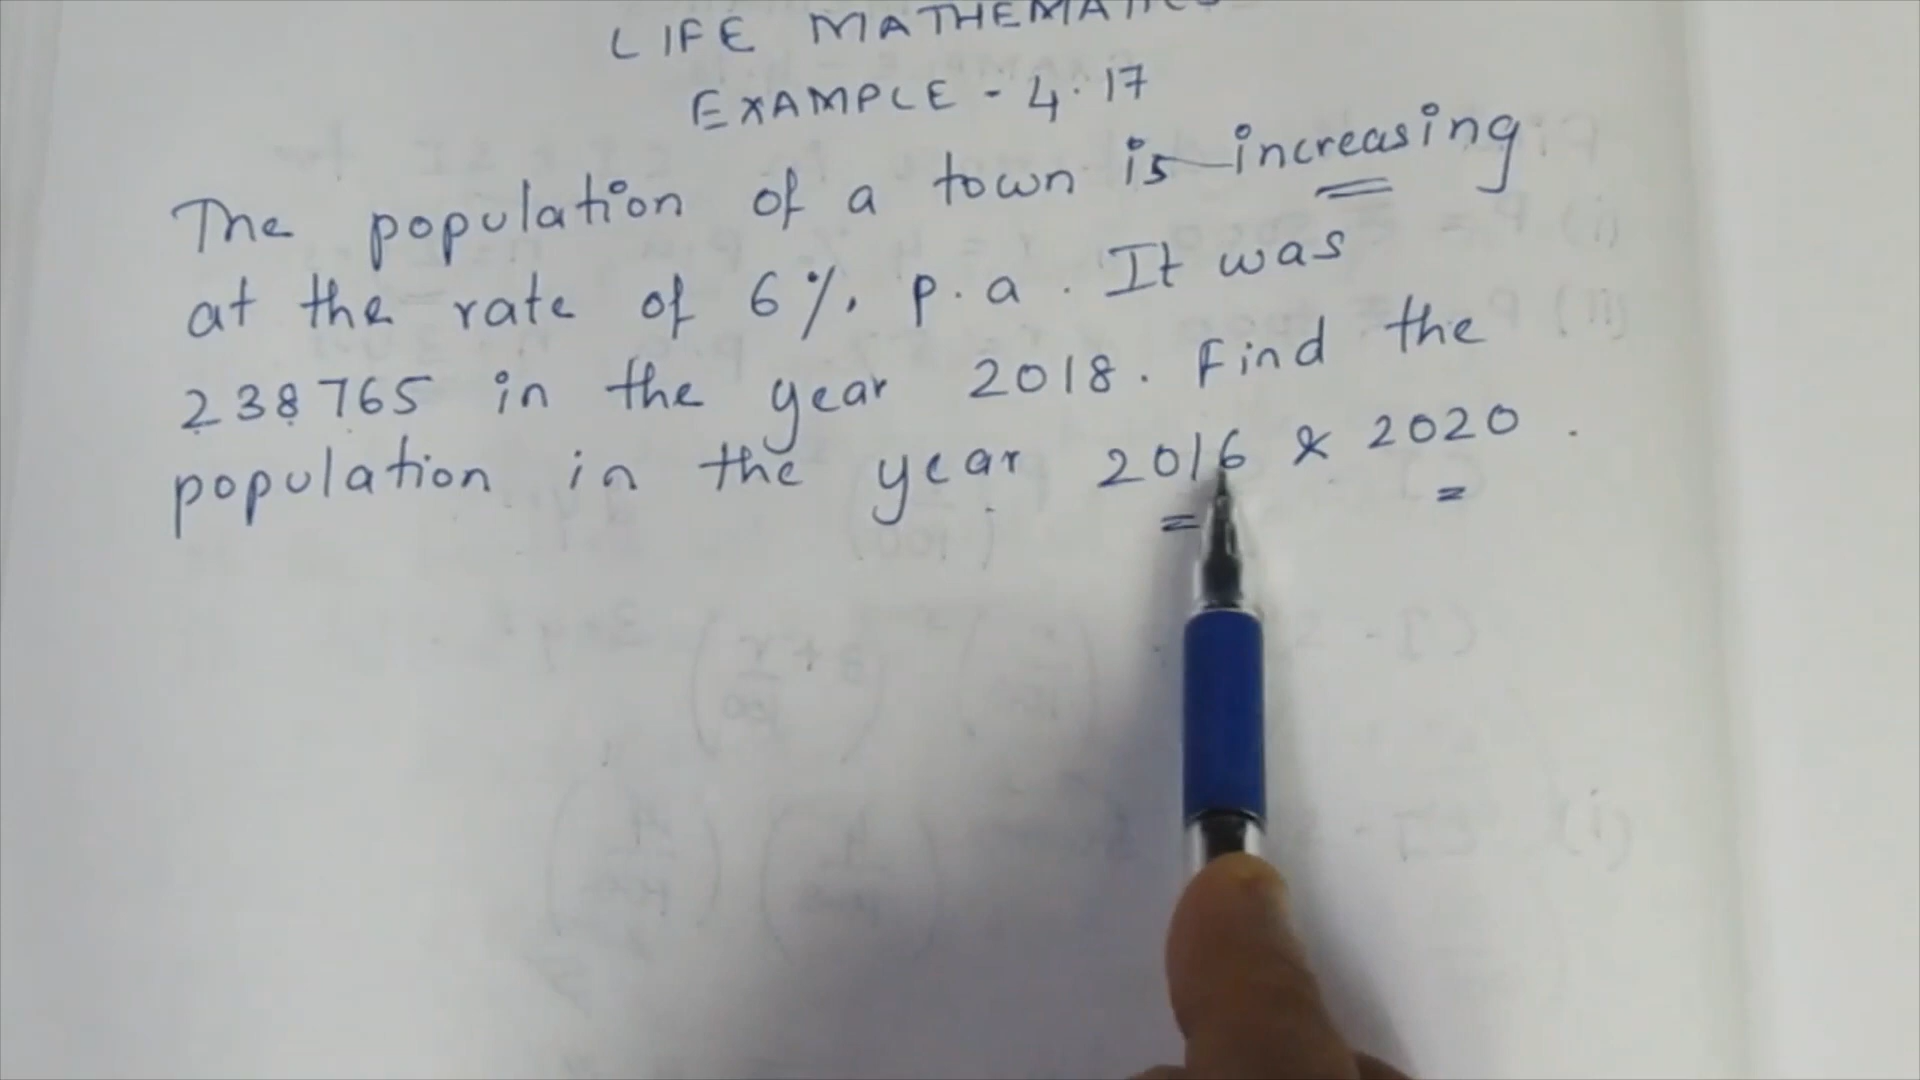 LIFE MATHEMATICS
EXAMPLE - 4.17
The population of a town is increasing
at the rate of 6% p.a. It was
238765 in the year 2018. Find the
population in the year 2016 & 2020.